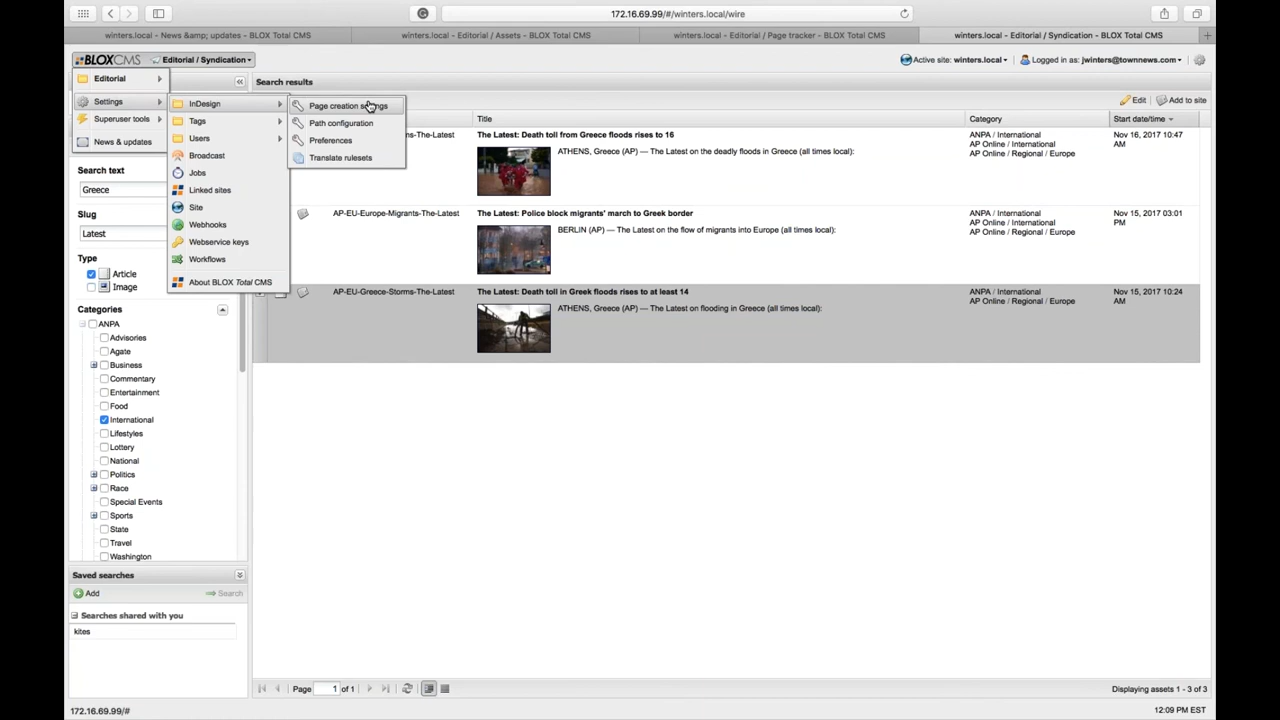 172.16.69.99/#/winters.local/wire
winters.local - News &amp; updates - BLOX Total CMS
winters.local - Editorial / Assets - BLOX Total CMS
winters.local - Editorial / Page tracker - BLOX Total CMS
winters.local - Editorial / Syndication - BLOX Total CMS
BLOXCMS
Editorial / Syndication
Active site: winters.local
Logged in as: jwinters@townnews.com
Editorial
Settings
Superuser tools
News & updates
InDesign
Tags
Users
Broadcast
Jobs
Linked sites
Site
Webhooks
Webservice keys
Workflows
About BLOX Total CMS
Page creation settings
Path configuration
Preferences
Translate rulesets
Search text
Greece
Slug
Latest
Type
Article
Image
Categories
ANPA
Advisories
Agate
Business
Commentary
Entertainment
Food
International
Lifestyles
Lottery
National
Politics
Race
Special Events
Sports
State
Travel
Washington
Saved searches
Add
Search
Searches shared with you
kites
Search results
Edit
Add to site
Title
Category
Start date/time
ms-The-Latest
The Latest: Death toll from Greece floods rises to 16
ATHENS, Greece (AP) — The Latest on the deadly floods in Greece (all times local):
ANPA / International
AP Online / International
AP Online / Regional / Europe
Nov 16, 2017 10:47
AM
AP-EU-Europe-Migrants-The-Latest
The Latest: Police block migrants' march to Greek border
BERLIN (AP) — The Latest on the flow of migrants into Europe (all times local):
ANPA / International
AP Online / International
AP Online / Regional / Europe
Nov 15, 2017 03:01
PM
AP-EU-Greece-Storms-The-Latest
The Latest: Death toll in Greek floods rises to at least 14
ATHENS, Greece (AP) — The Latest on flooding in Greece (all times local):
ANPA / International
AP Online / International
AP Online / Regional / Europe
Nov 15, 2017 10:24
AM
Page 1 of 1
Displaying assets 1 - 3 of 3
172.16.69.99/#
12:09 PM EST